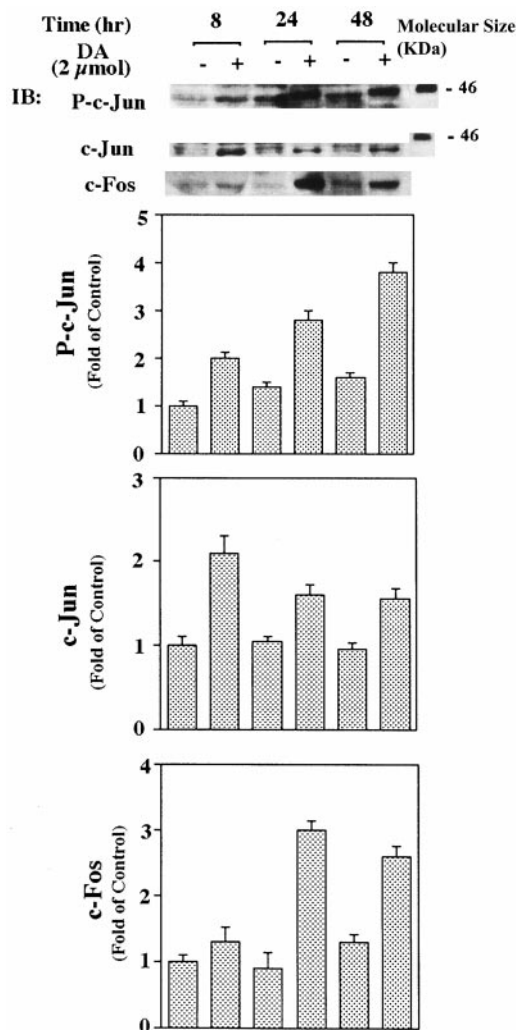 Time (hr) 8 24 48 Molecular Size
DA - + - + - + (KDa)
(2 µmol)
IB: P-c-Jun - 46
c-Jun - 46
c-Fos
P-c-Jun
(Fold of Control)
5
4
3
2
1
0
c-Jun
(Fold of Control)
3
2
1
0
c-Fos
(Fold of Control)
4
3
2
1
0